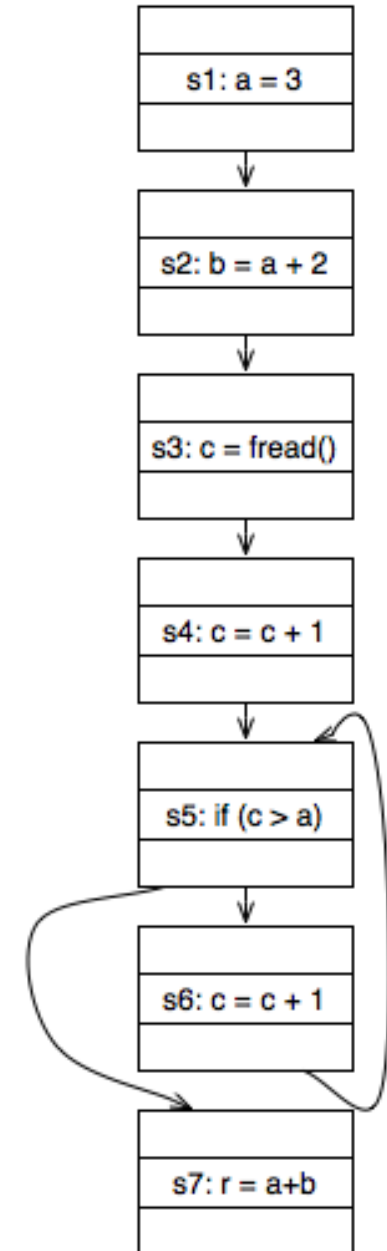 s1: a = 3
s2: b = a + 2
s3: c = fread()
s4: c = c + 1
s5: if (c > a)
s6: c = c + 1
s7: r = a+b